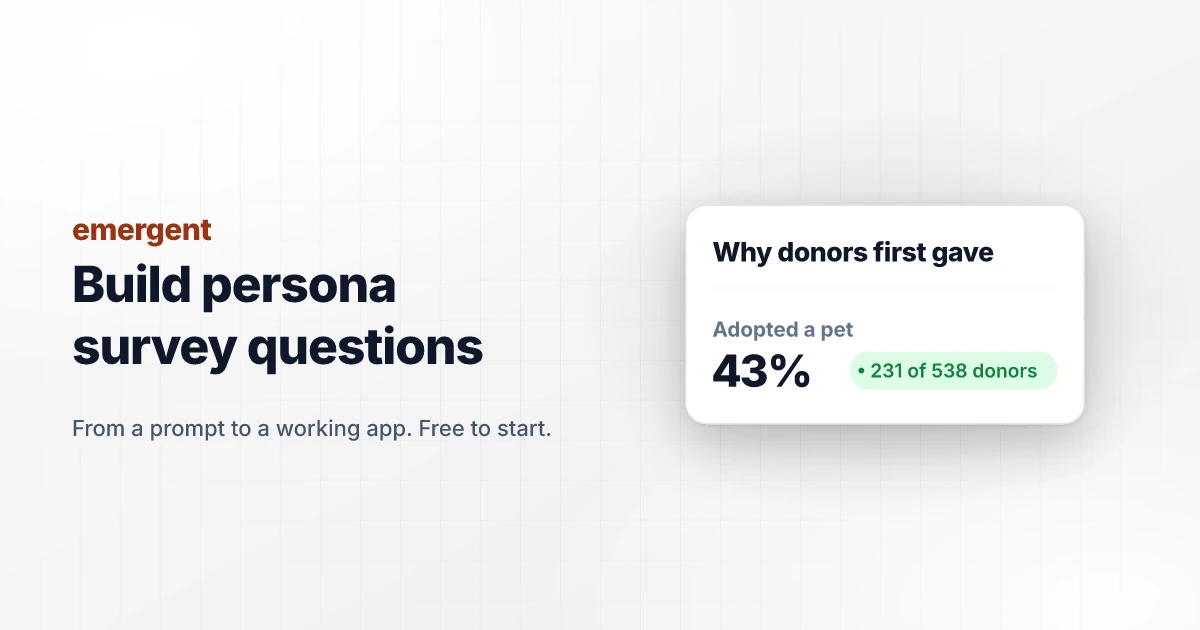 emergent
Build persona
survey questions
From a prompt to a working app. Free to start.
Why donors first gave
Adopted a pet
43%
• 231 of 538 donors